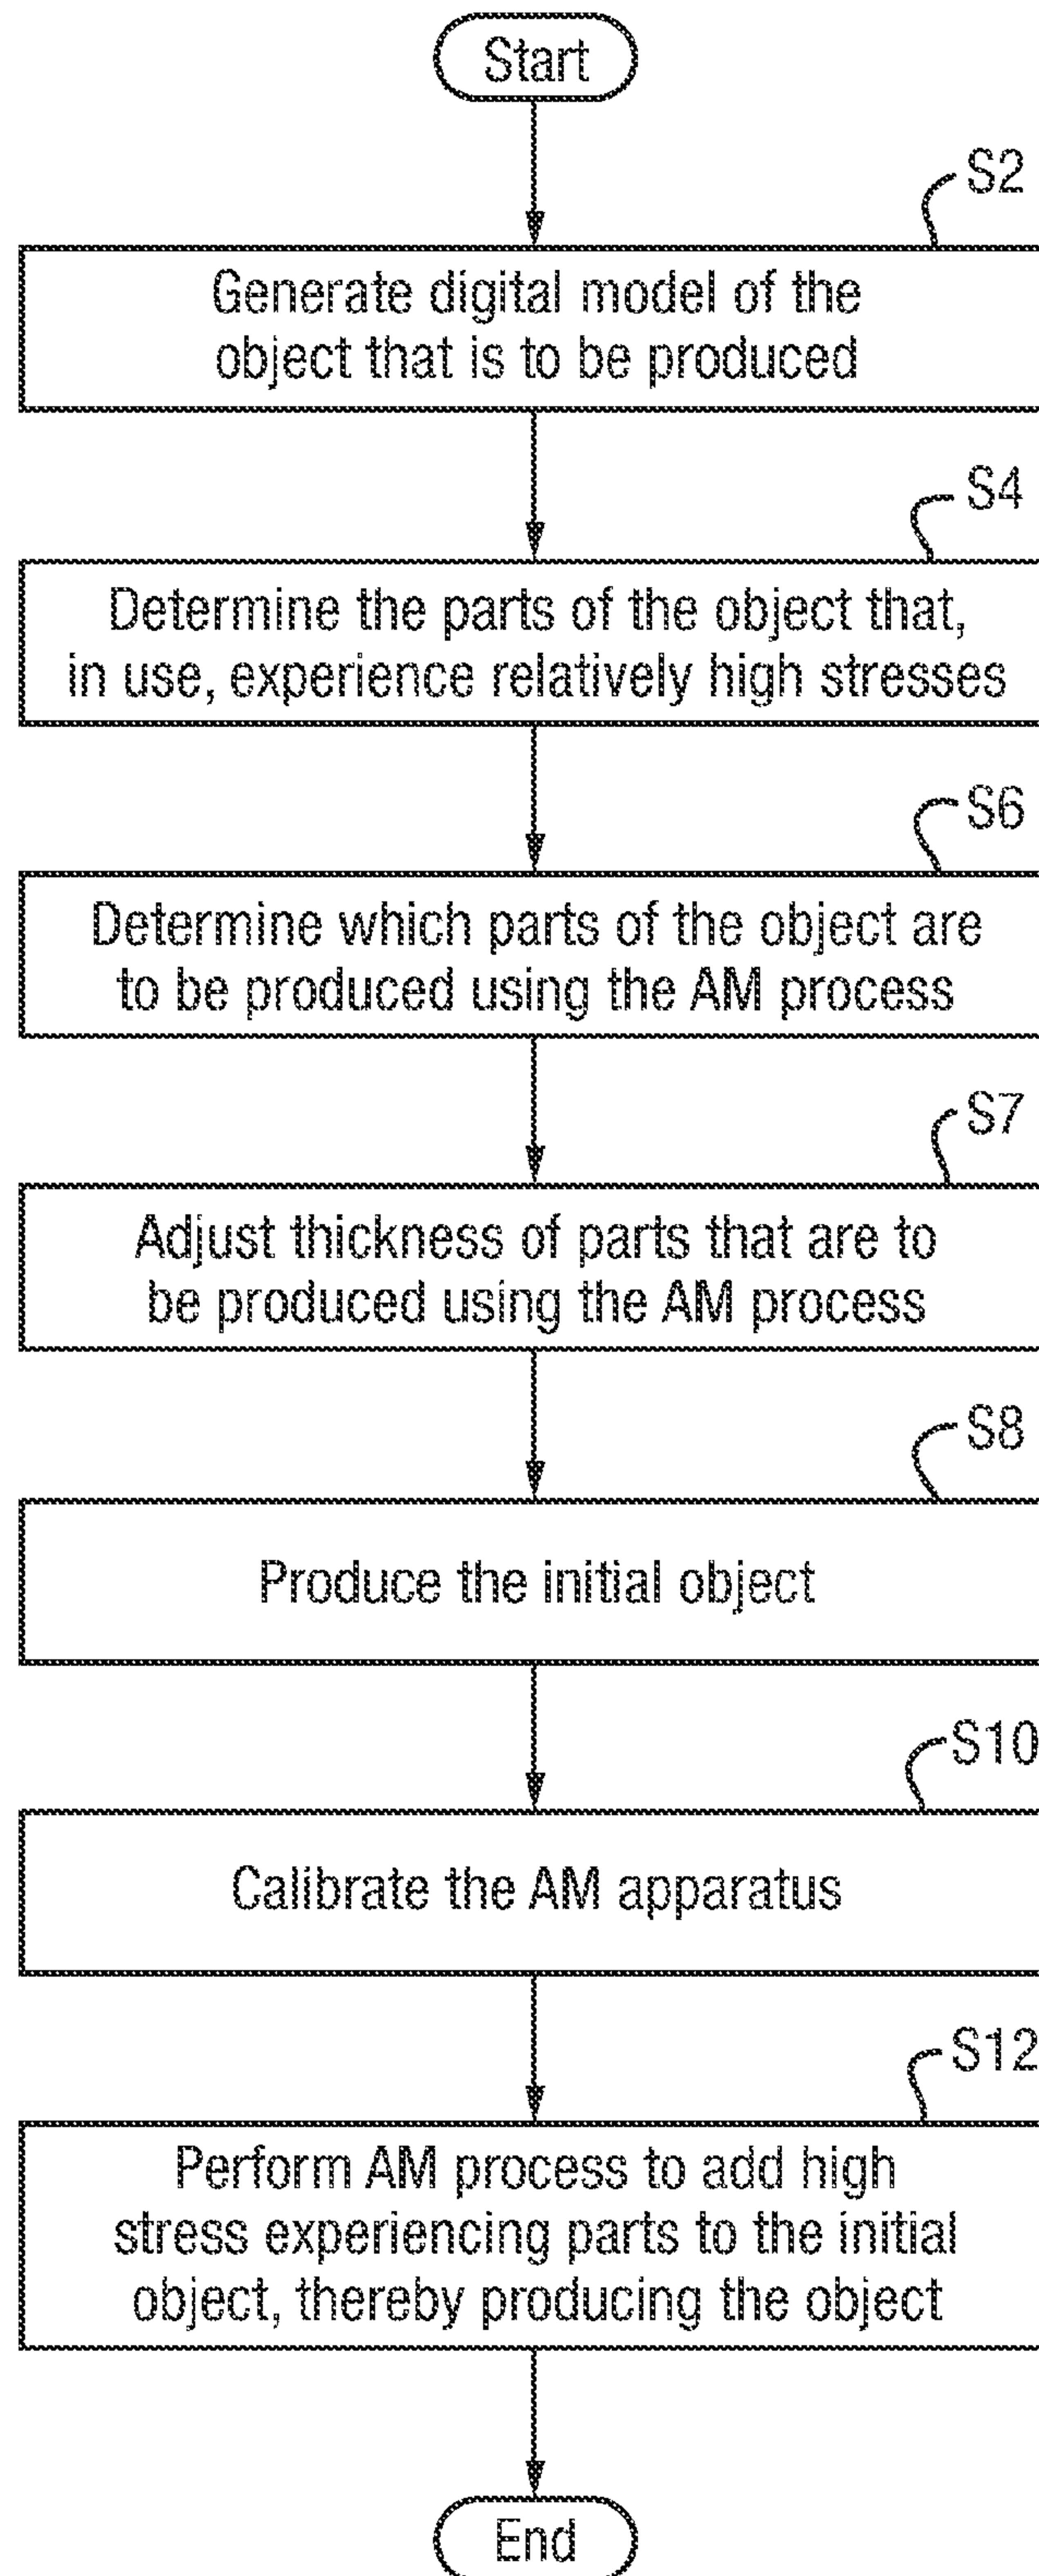 Start
S2
Generate digital model of the
object that is to be produced
S4
Determine the parts of the object that,
in use, experience relatively high stresses
S6
Determine which parts of the object are
to be produced using the AM process
S7
Adjust thickness of parts that are to
be produced using the AM process
S8
Produce the initial object
S10
Calibrate the AM apparatus
S12
Perform AM process to add high
stress experiencing parts to the initial
object, thereby producing the object
End